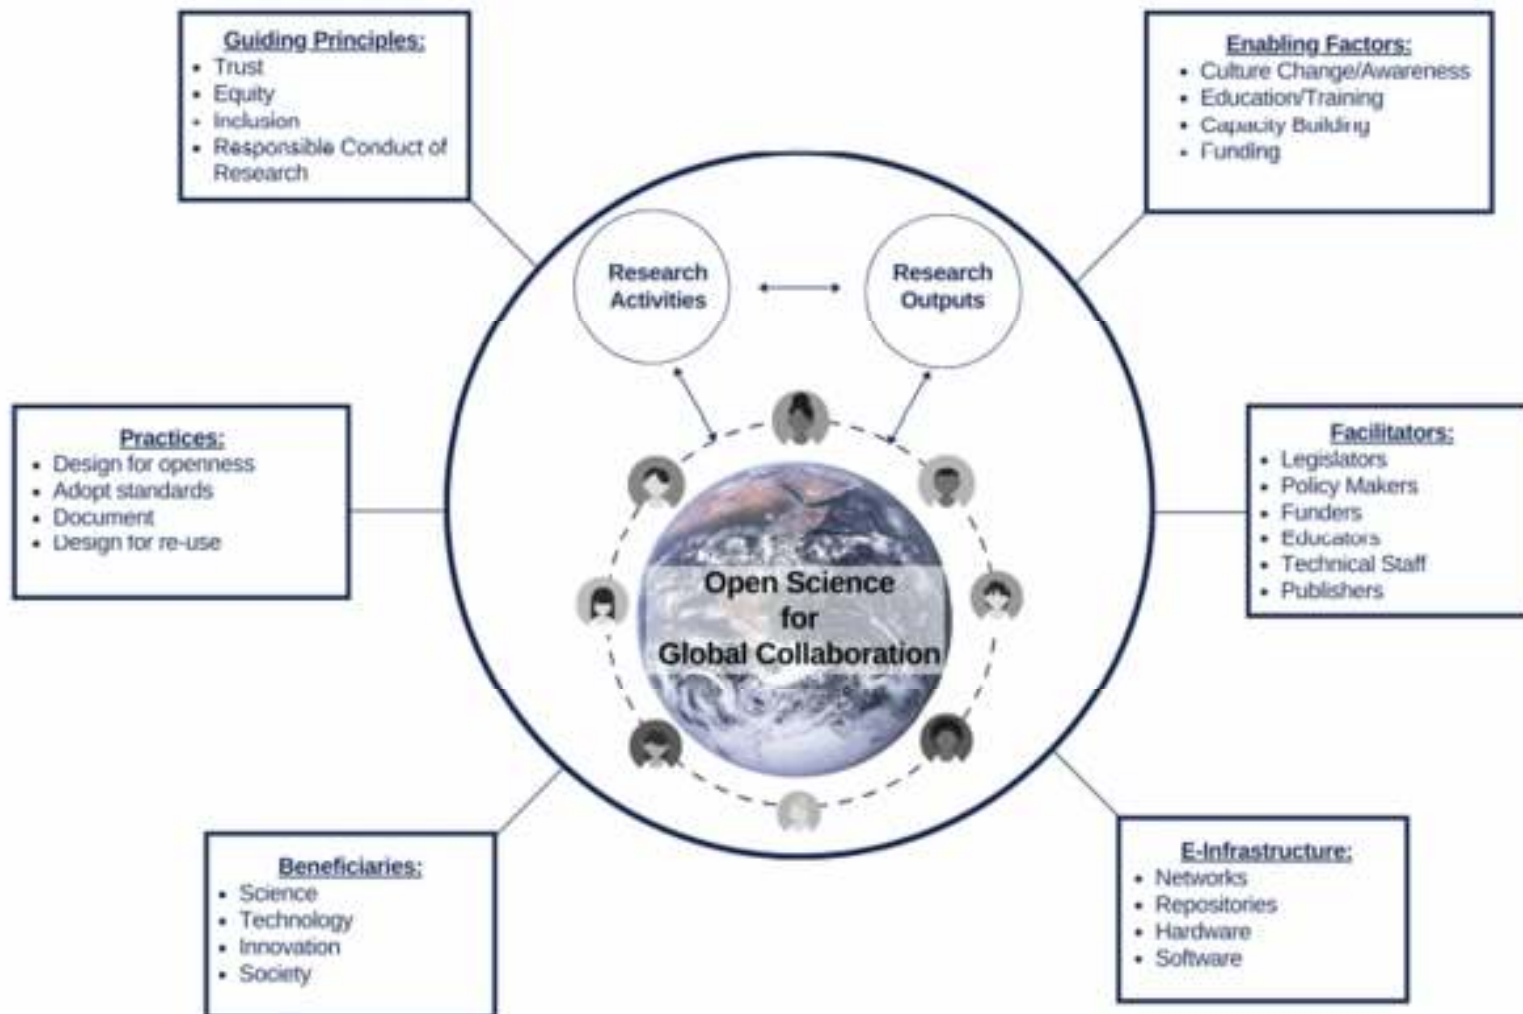 Guiding Principles:
• Trust
• Equity
• Inclusion
• Responsible Conduct of
Research
Enabling Factors:
• Culture Change/Awareness
• Education/Training
• Capacity Building
• Funding
Research
Activities
Research
Outputs
Practices:
• Design for openness
• Adopt standards
• Document
• Design for re-use
Facilitators:
• Legislators
• Policy Makers
• Funders
• Educators
• Technical Staff
• Publishers
Open Science
for
Global Collaboration
Beneficiaries:
• Science
• Technology
• Innovation
• Society
E-Infrastructure:
• Networks
• Repositories
• Hardware
• Software